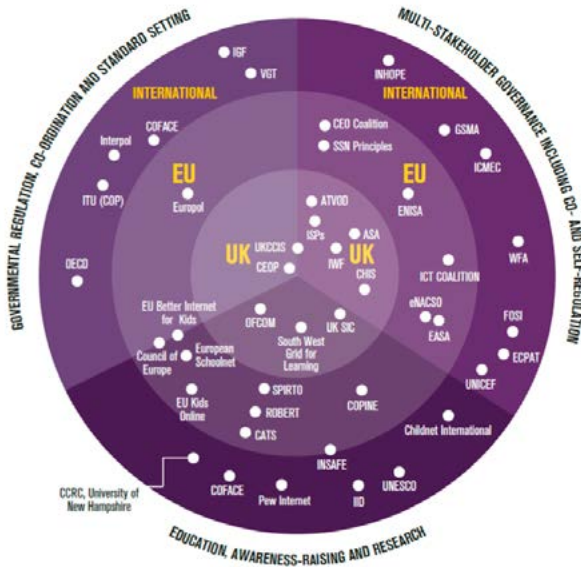 GOVERNMENTAL REGULATION, CO-ORDINATION AND STANDARD SETTING
MULTI-STAKEHOLDER GOVERNANCE INCLUDING CO- AND SELF-REGULATION
IGF
VGT
INHOPE
INTERNATIONAL
INTERNATIONAL
COFACE
CEO Coalition
GSMA
Interpol
SSN Principles
ICMEC
EU
EU
ITU (COP)
Europol
ENISA
ATVOD
ISPs
ASA
UKCCIS
UK
IWF
UK
WFA
CEOP
CHIS
ICT COALITION
OECD
EU Better Internet
for Kids
OFCOM
UK SIC
eNACSO
EASA
FOSI
Council of
Europe
European
Schoolnet
South West
Grid for
Learning
ECPAT
UNICEF
EU Kids
Online
SPIRTO
COPINE
ROBERT
Childnet International
CATS
INSAFE
CCRC, University of
New Hampshire
COFACE
Pew Internet
IID
UNESCO
EDUCATION, AWARENESS-RAISING AND RESEARCH